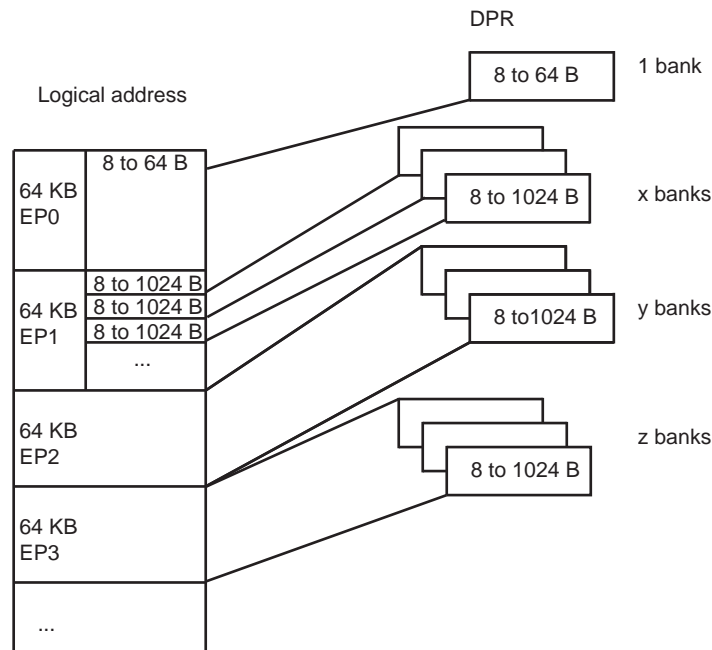 DPR
8 to 64 B
1 bank
Logical address
8 to 64 B
64 KB
EP0
8 to 1024 B
x banks
8 to 1024 B
8 to 1024 B
8 to 1024 B
64 KB
EP1
...
8 to1024 B
y banks
64 KB
EP2
8 to 1024 B
z banks
64 KB
EP3
...